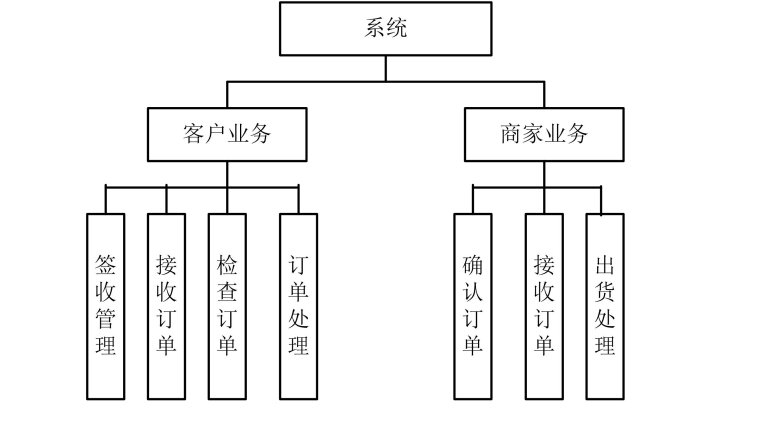 系统
客户业务
商家业务
签收管理
接收订单
检查订单
订单处理
确认订单
接收订单
出货处理